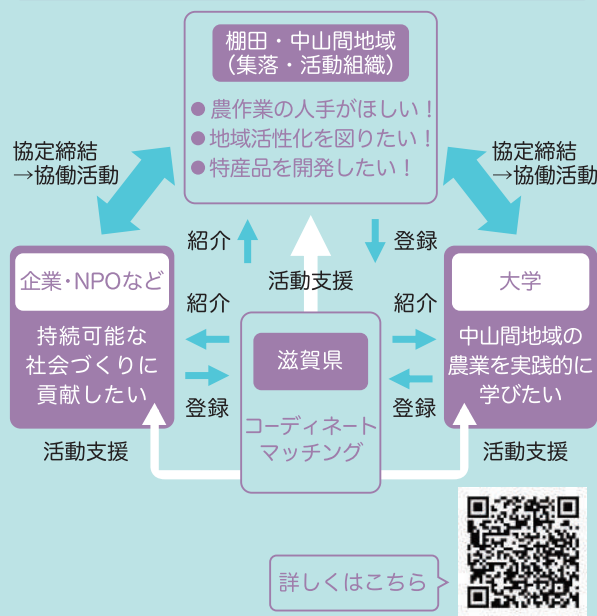 棚田・中山間地域
（集落・活動組織）
● 農作業の人手がほしい！
● 地域活性化を図りたい！
● 特産品を開発したい！
協定締結
→協働活動
協定締結
→協働活動
紹介
登録
活動支援
企業・NPOなど
持続可能な
社会づくりに
貢献したい
紹介
登録
滋賀県
コーディネート
マッチング
紹介
登録
大学
中山間地域の
農業を実践的に
学びたい
活動支援
活動支援
詳しくはこちら